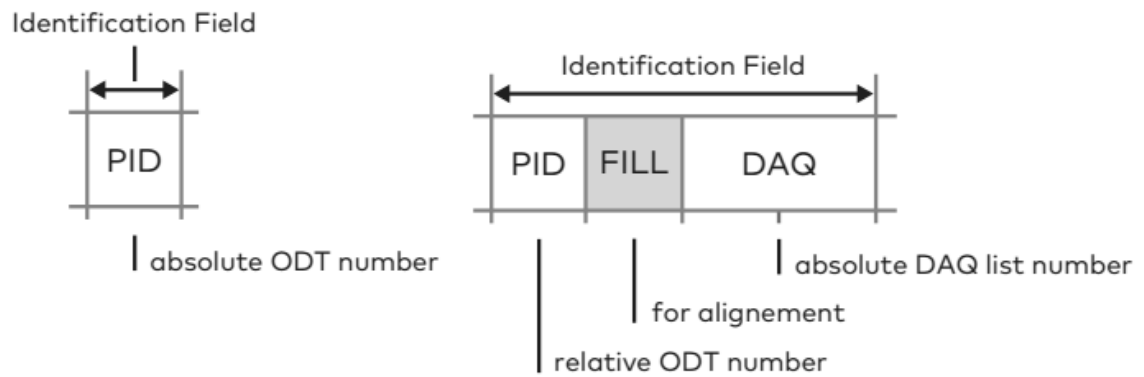 Identification Field
PID
absolute ODT number
Identification Field
PID FILL DAQ
absolute DAQ list number
for alignement
relative ODT number